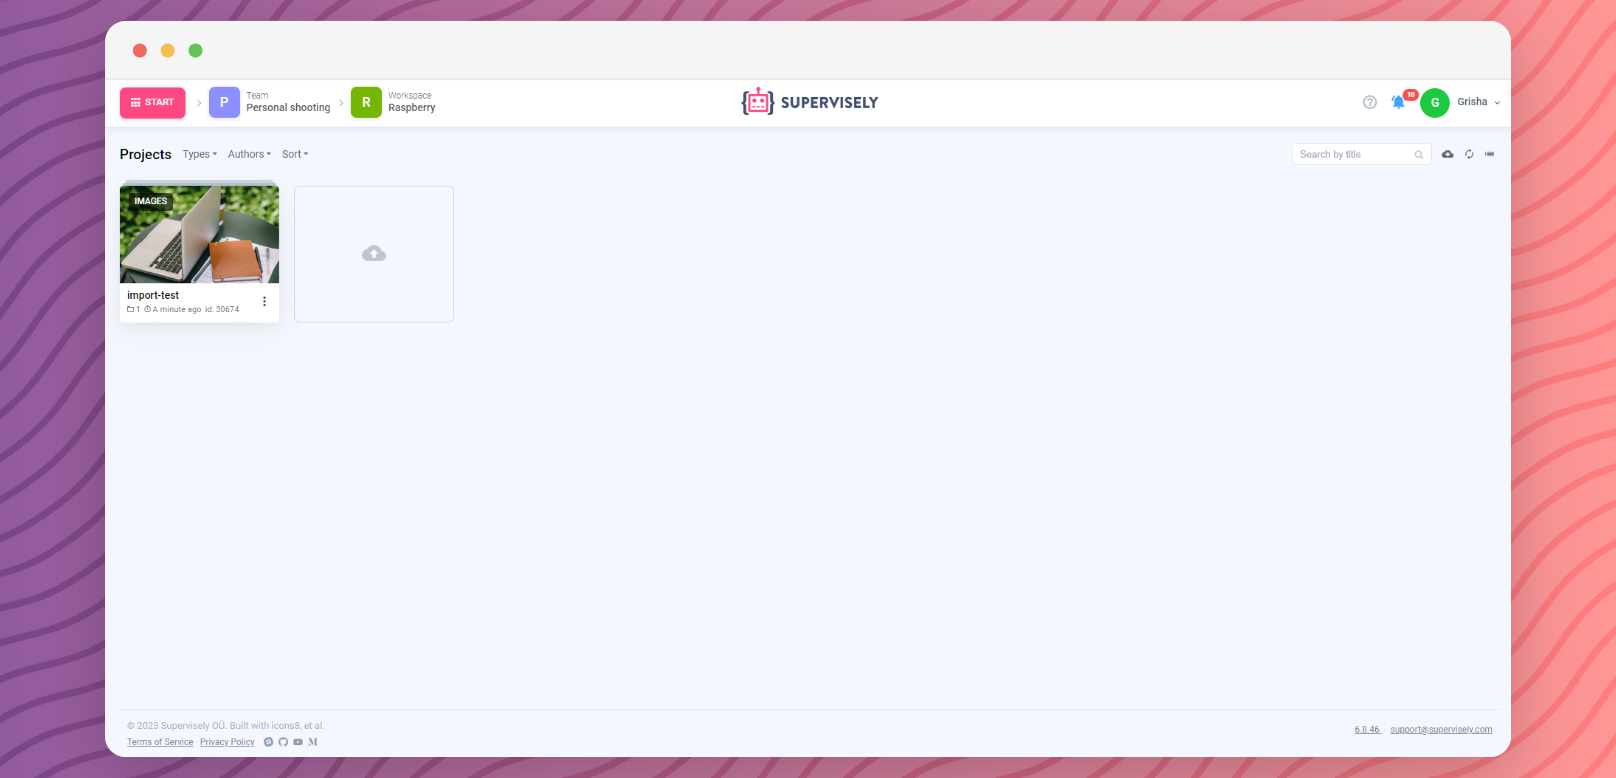 START
P
Team
Personal shooting
R
Workspace
Raspberry
SUPERVISELY
10
G
Grisha
Projects
Types
Authors
Sort
Search by title
IMAGES
import-test
1 A minute ago id: 30674
© 2023 Supervisely OÜ. Built with icons8, et al.
Terms of Service · Privacy Policy
6.8.46 · support@supervisely.com